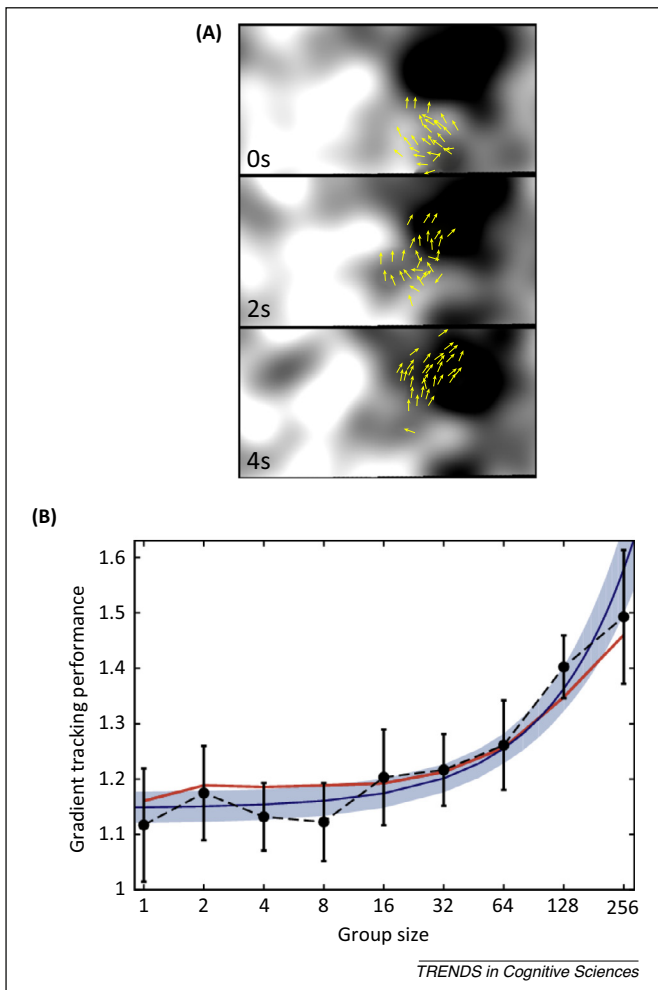 (A)
0s
2s
4s
(B)
Gradient tracking performance
1.6
1.5
1.4
1.3
1.2
1.1
1
1 2 4 8 16 32 64 128 256
Group size
TRENDS in Cognitive Sciences